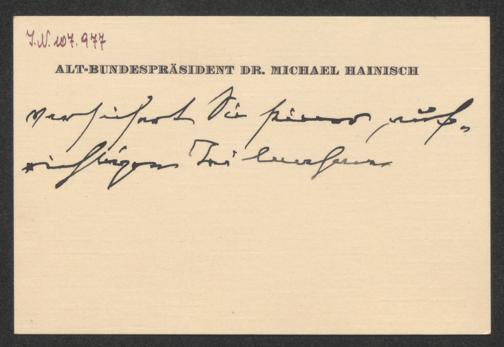 I.N. 107.977
ALT-BUNDESPRÄSIDENT DR. MICHAEL HAINISCH
versichert Sie seiner auf-
richtigen Teilnahme